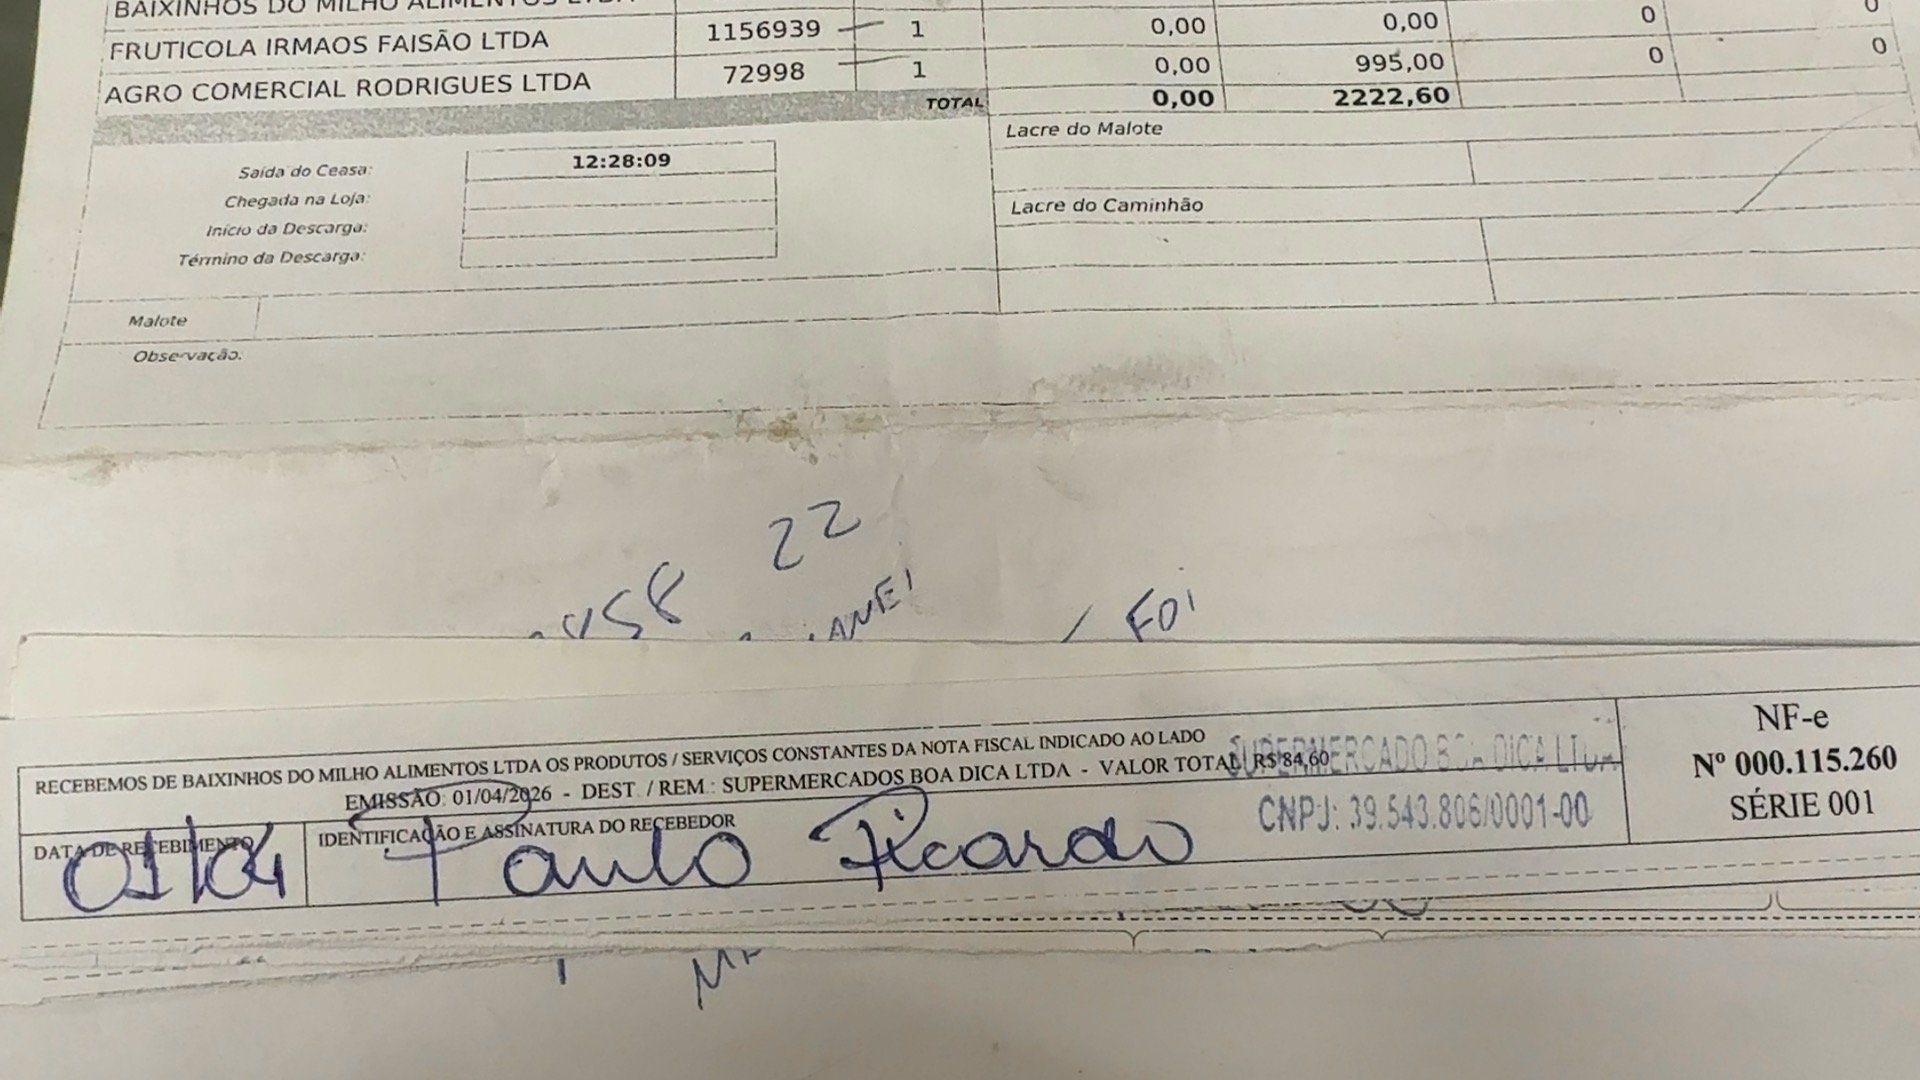 BAIXINHOS DO MILHO ALIMENTOS LTDA
FRUTICOLA IRMAOS FAISÃO LTDA 1156939 1 0,00 0,00 0 0
AGRO COMERCIAL RODRIGUES LTDA 72998 1 0,00 995,00 0 0
TOTAL 0,00 2222,60
Saída do Ceasa: 12:28:09
Chegada na Loja:
Início da Descarga:
Término da Descarga:
Lacre do Malote
Lacre do Caminhão
Malote
Observação:
22
58
FOI
RECEBEMOS DE BAIXINHOS DO MILHO ALIMENTOS LTDA OS PRODUTOS / SERVIÇOS CONSTANTES DA NOTA FISCAL INDICADO AO LADO
EMISSÃO: 01/04/2026 - DEST. / REM.: SUPERMERCADOS BOA DICA LTDA - VALOR TOTAL: R$ 84,60
SUPERMERCADO BOA DICA LTDA
CNPJ: 39.543.806/0001-00
DATA DE RECEBIMENTO
01/04
IDENTIFICAÇÃO E ASSINATURA DO RECEBEDOR
Paulo Ricardo
NF-e
Nº 000.115.260
SÉRIE 001